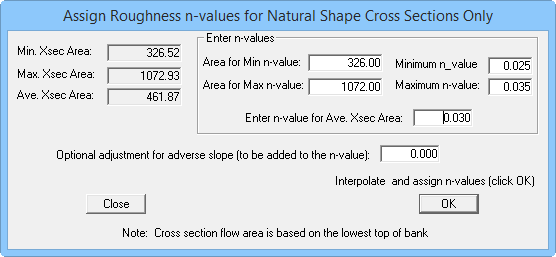 Assign Roughness n-values for Natural Shape Cross Sections Only
Min. Xsec Area: 326.52
Max. Xsec Area: 1072.93
Ave. Xsec Area: 461.87
Enter n-values
Area for Min n-value: 326.00 Minimum n_value 0.025
Area for Max n-value: 1072.00 Maximum n-value: 0.035
Enter n-value for Ave. Xsec Area: 0.030
Optional adjustment for adverse slope (to be added to the n-value): 0.000
Interpolate and assign n-values (click OK)
Close OK
Note: Cross section flow area is based on the lowest top of bank